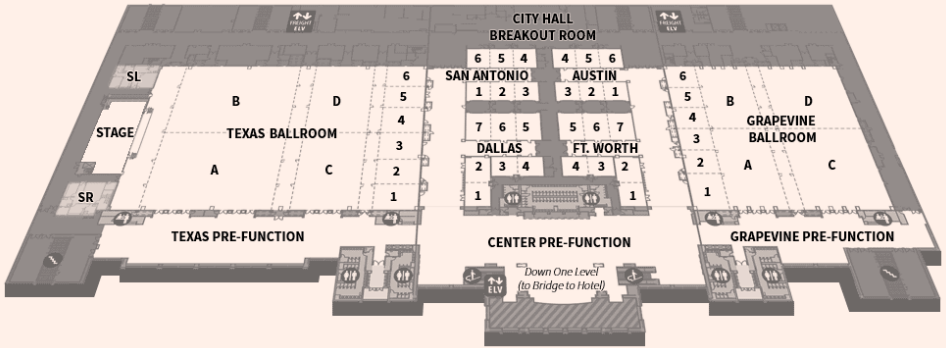 CITY HALL
BREAKOUT ROOM
FREIGHT
ELV
FREIGHT
ELV
6 5 4
4 5 6
SAN ANTONIO
AUSTIN
1 2 3
3 2 1
7 6 5
5 6 7
DALLAS
FT. WORTH
2 3 4
4 3 2
1
1
SL
STAGE
SR
B
D
TEXAS BALLROOM
A
C
6
5
4
3
2
1
6
5
4
3
2
1
B
D
GRAPEVINE
BALLROOM
A
C
TEXAS PRE-FUNCTION
CENTER PRE-FUNCTION
GRAPEVINE PRE-FUNCTION
ELV
Down One Level
(to Bridge to Hotel)